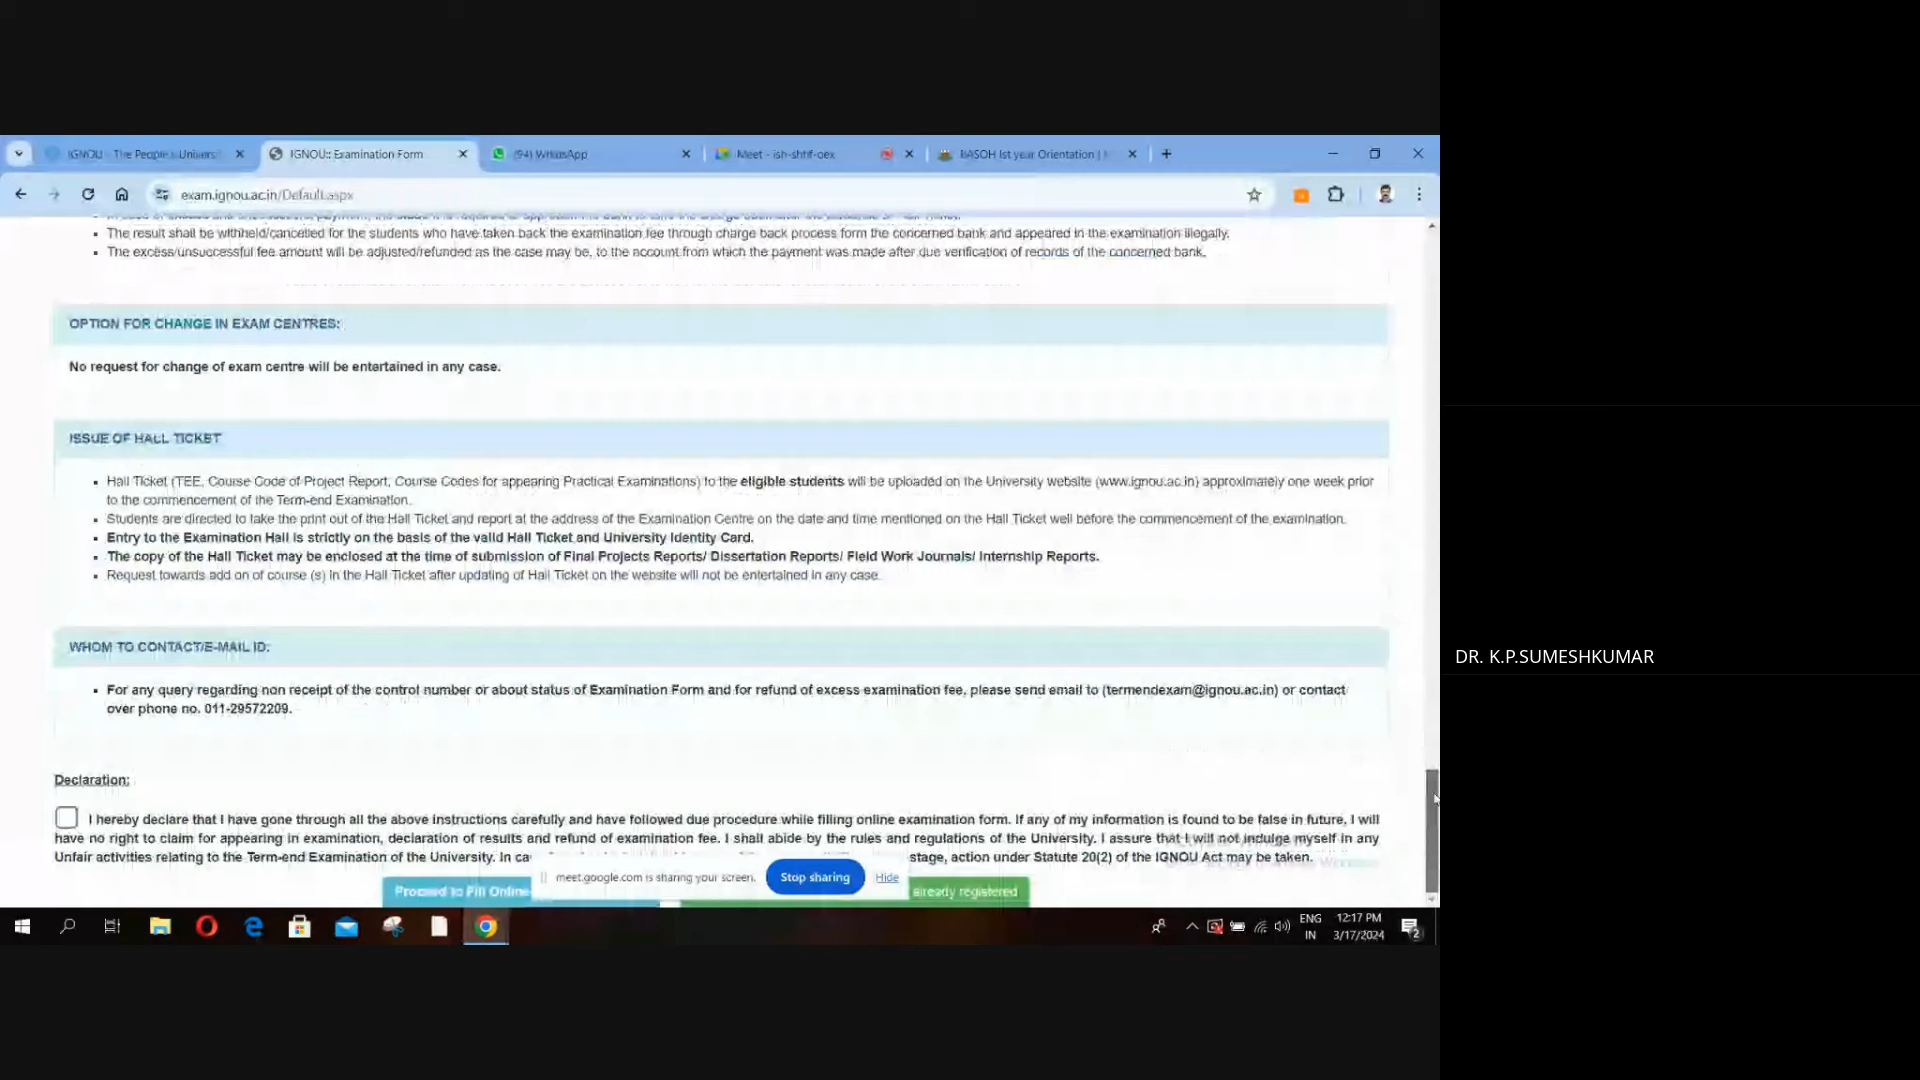 IGNOU - The People's Univers
IGNOU:: Examination Form
(94) WhatsApp
Meet - ish-shhf-oex
BASOH Ist year Orientation |
exam.ignou.ac.in/Default.aspx
The result shall be withheld/cancelled for the students who have taken back the examination fee through charge back process form the concerned bank and appeared in the examination illegally.
The excess/unsuccessful fee amount will be adjusted/refunded as the case may be, to the account from which the payment was made after due verification of records of the concerned bank.
OPTION FOR CHANGE IN EXAM CENTRES:
No request for change of exam centre will be entertained in any case.
ISSUE OF HALL TICKET
Hall Ticket (TEE, Course Code of Project Report, Course Codes for appearing Practical Examinations) to the eligible students will be uploaded on the University website (www.ignou.ac.in) approximately one week prior
to the commencement of the Term-end Examination.
Students are directed to take the print out of the Hall Ticket and report at the address of the Examination Centre on the date and time mentioned on the Hall Ticket well before the commencement of the examination.
Entry to the Examination Hall is strictly on the basis of the valid Hall Ticket and University Identity Card.
The copy of the Hall Ticket may be enclosed at the time of submission of Final Projects Reports/ Dissertation Reports/ Field Work Journals/ Internship Reports.
Request towards add on of course (s) in the Hall Ticket after updating of Hall Ticket on the website will not be entertained in any case.
WHOM TO CONTACT/E-MAIL ID:
For any query regarding non receipt of the control number or about status of Examination Form and for refund of excess examination fee, please send email to (termendexam@ignou.ac.in) or contact
over phone no. 011-29572209.
DR. K.P.SUMESHKUMAR
Declaration:
I hereby declare that I have gone through all the above instructions carefully and have followed due procedure while filling online examination form. If any of my information is found to be false in future, I will
have no right to claim for appearing in examination, declaration of results and refund of examination fee. I shall abide by the rules and regulations of the University. I assure that I will not indulge myself in any
Unfair activities relating to the Term-end Examination of the University. In ca stage, action under Statute 20(2) of the IGNOU Act may be taken.
meet.google.com is sharing your screen. Stop sharing Hide
Proceed to Fill Online already registered
ENG 12:17 PM
IN 3/17/2024
2